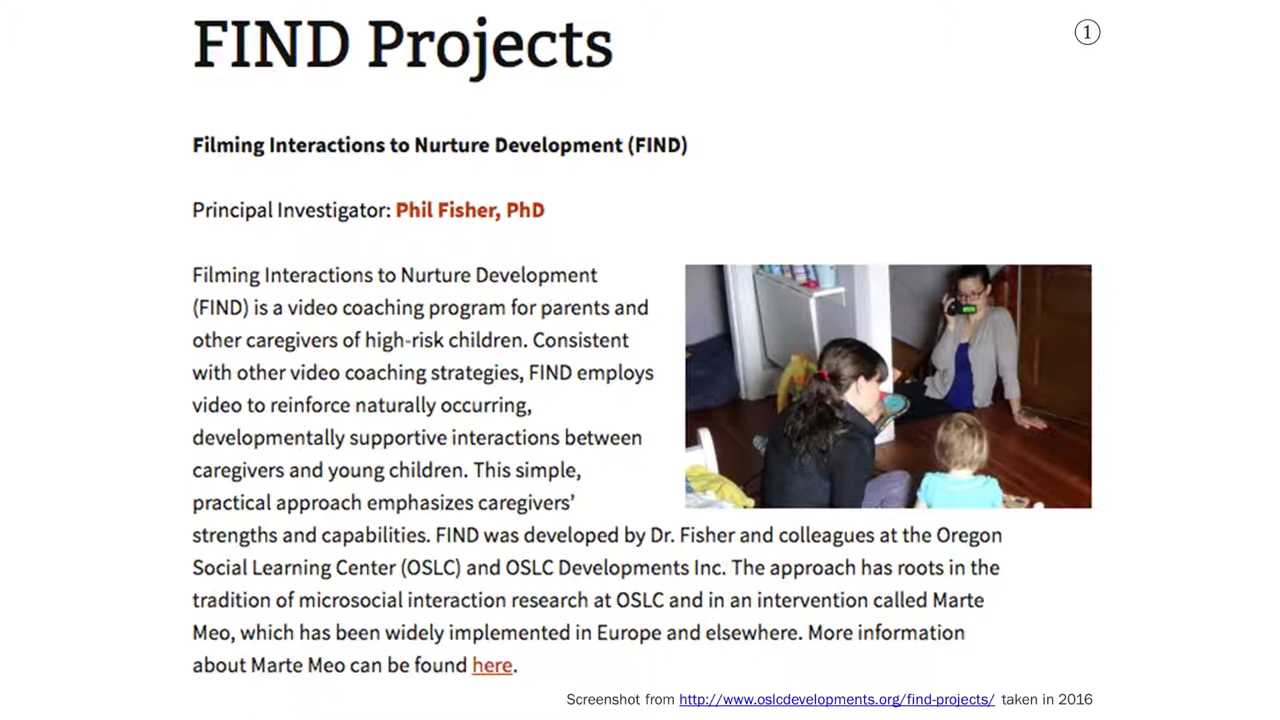 FIND Projects
①
Filming Interactions to Nurture Development (FIND)
Principal Investigator: Phil Fisher, PhD
Filming Interactions to Nurture Development
(FIND) is a video coaching program for parents and
other caregivers of high-risk children. Consistent
with other video coaching strategies, FIND employs
video to reinforce naturally occurring,
developmentally supportive interactions between
caregivers and young children. This simple,
practical approach emphasizes caregivers’
strengths and capabilities. FIND was developed by Dr. Fisher and colleagues at the Oregon
Social Learning Center (OSLC) and OSLC Developments Inc. The approach has roots in the
tradition of microsocial interaction research at OSLC and in an intervention called Marte
Meo, which has been widely implemented in Europe and elsewhere. More information
about Marte Meo can be found here.
Screenshot from http://www.oslcdevelopments.org/find-projects/ taken in 2016